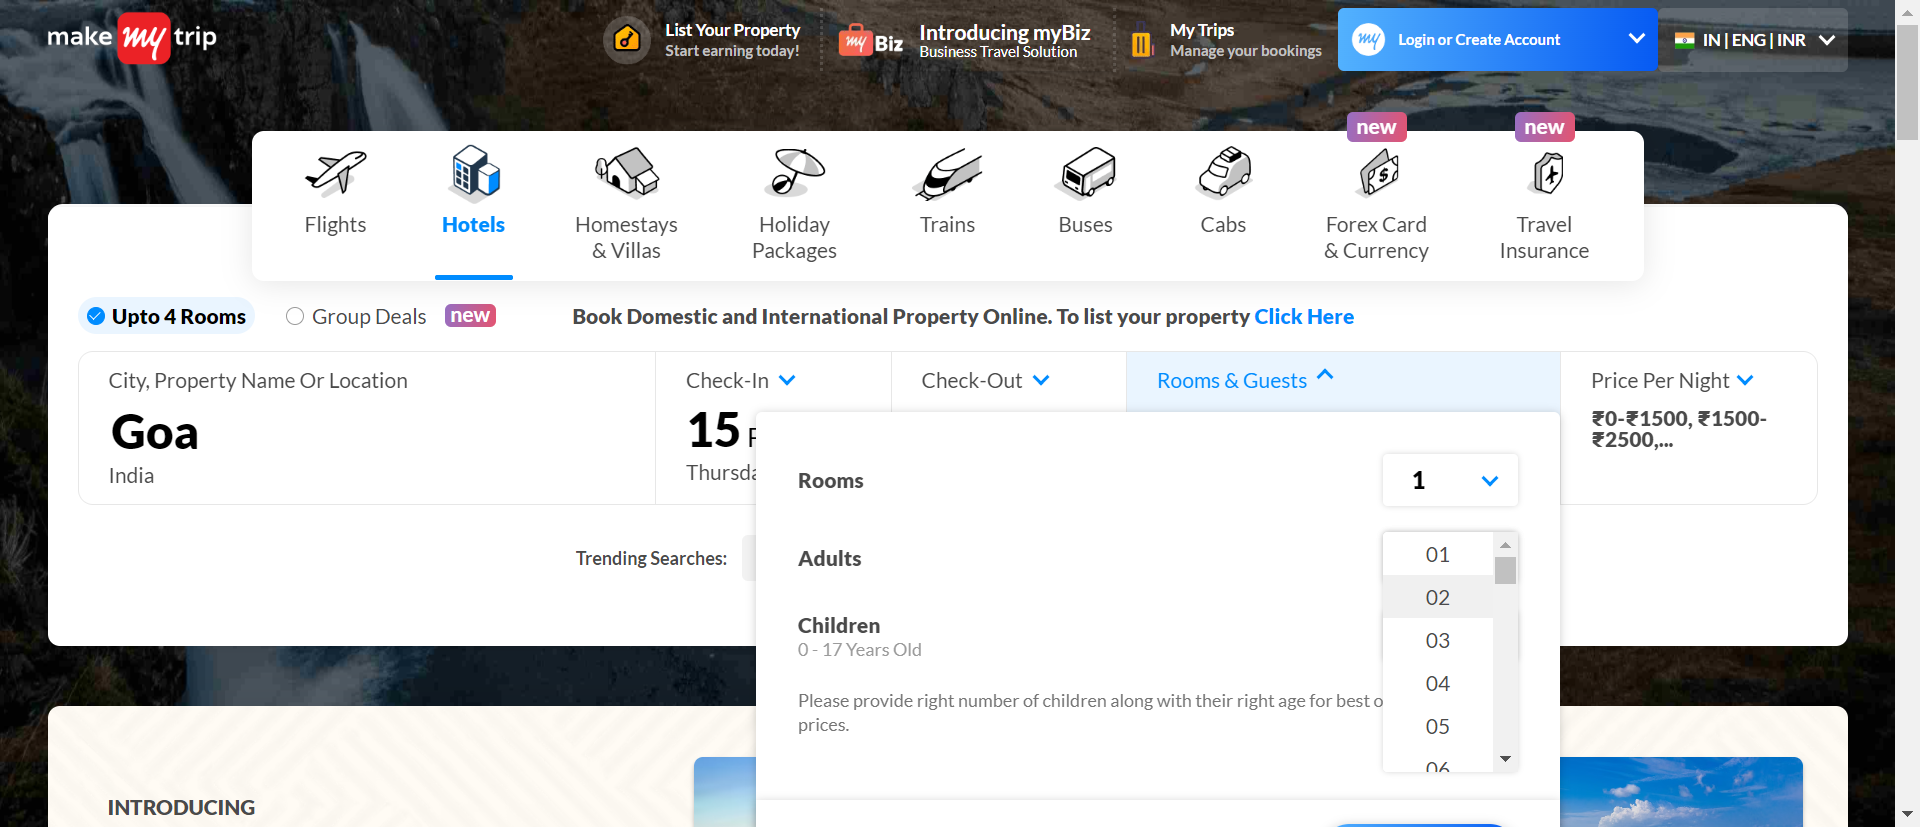 make my trip
List Your Property
Start earning today!
my Biz
Introducing myBiz
Business Travel Solution
My Trips
Manage your bookings
my
Login or Create Account
IN | ENG | INR
new
new
Flights
Hotels
Homestays
& Villas
Holiday
Packages
Trains
Buses
Cabs
Forex Card
& Currency
Travel
Insurance
Upto 4 Rooms
Group Deals
new
Book Domestic and International Property Online. To list your property Click Here
City, Property Name Or Location
Goa
India
Check-In
15
Check-Out
Rooms & Guests
Price Per Night
₹0-₹1500, ₹1500-
₹2500,...
Rooms
1
Trending Searches:
Adults
01
02
03
04
05
06
Children
0 - 17 Years Old
Please provide right number of children along with their right age for best
prices.
INTRODUCING